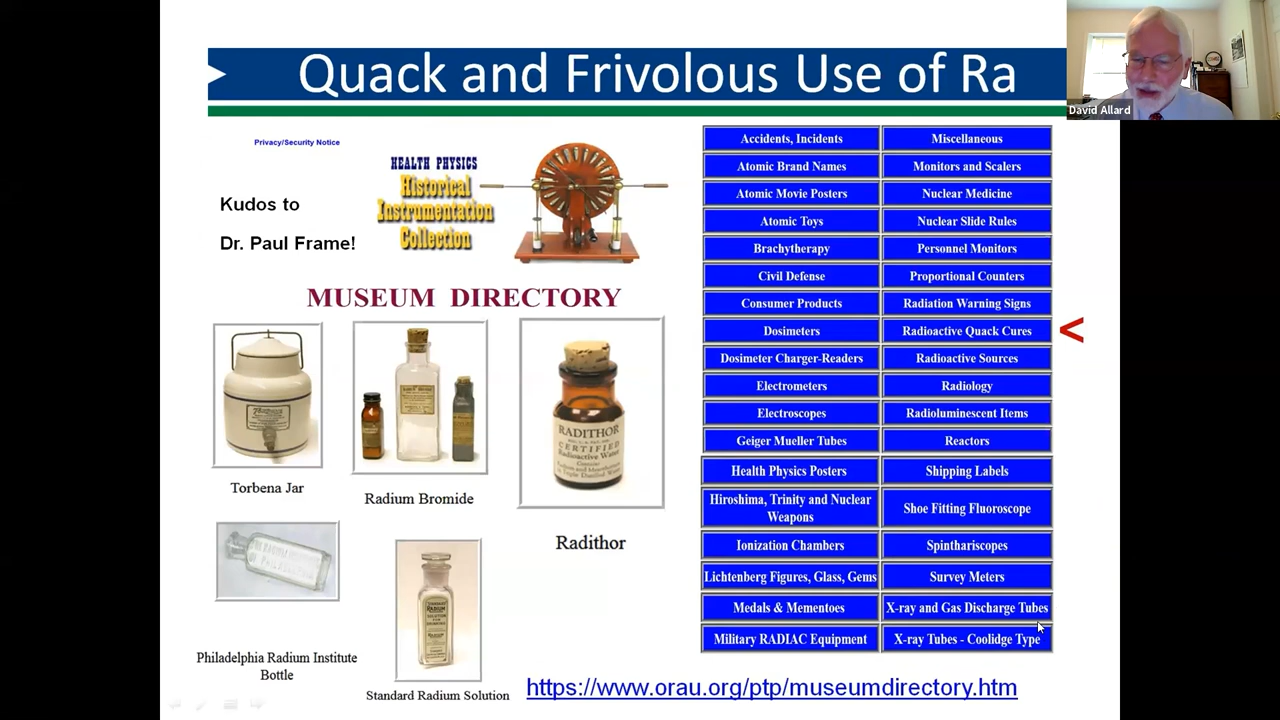 Quack and Frivolous Use of Ra
David Allard
Privacy/Security Notice
Kudos to
Dr. Paul Frame!
HEALTH PHYSICS
Historical
Instrumentation
Collection
MUSEUM DIRECTORY
RADITHOR
CERTIFIED
Radioactive Water
Torbena Jar
Radium Bromide
Radithor
Philadelphia Radium Institute
Bottle
RADIUM
Standard Radium Solution
Accidents, Incidents
Miscellaneous
Atomic Brand Names
Monitors and Scalers
Atomic Movie Posters
Nuclear Medicine
Atomic Toys
Nuclear Slide Rules
Brachytherapy
Personnel Monitors
Civil Defense
Proportional Counters
Consumer Products
Radiation Warning Signs
Dosimeters
Radioactive Quack Cures
<
Dosimeter Charger-Readers
Radioactive Sources
Electrometers
Radiology
Electroscopes
Radioluminescent Items
Geiger Mueller Tubes
Reactors
Health Physics Posters
Shipping Labels
Hiroshima, Trinity and Nuclear
Weapons
Shoe Fitting Fluoroscope
Ionization Chambers
Spinthariscopes
Lichtenberg Figures, Glass, Gems
Survey Meters
Medals & Mementoes
X-ray and Gas Discharge Tubes
Military RADIAC Equipment
X-ray Tubes - Coolidge Type
https://www.orau.org/ptp/museumdirectory.htm